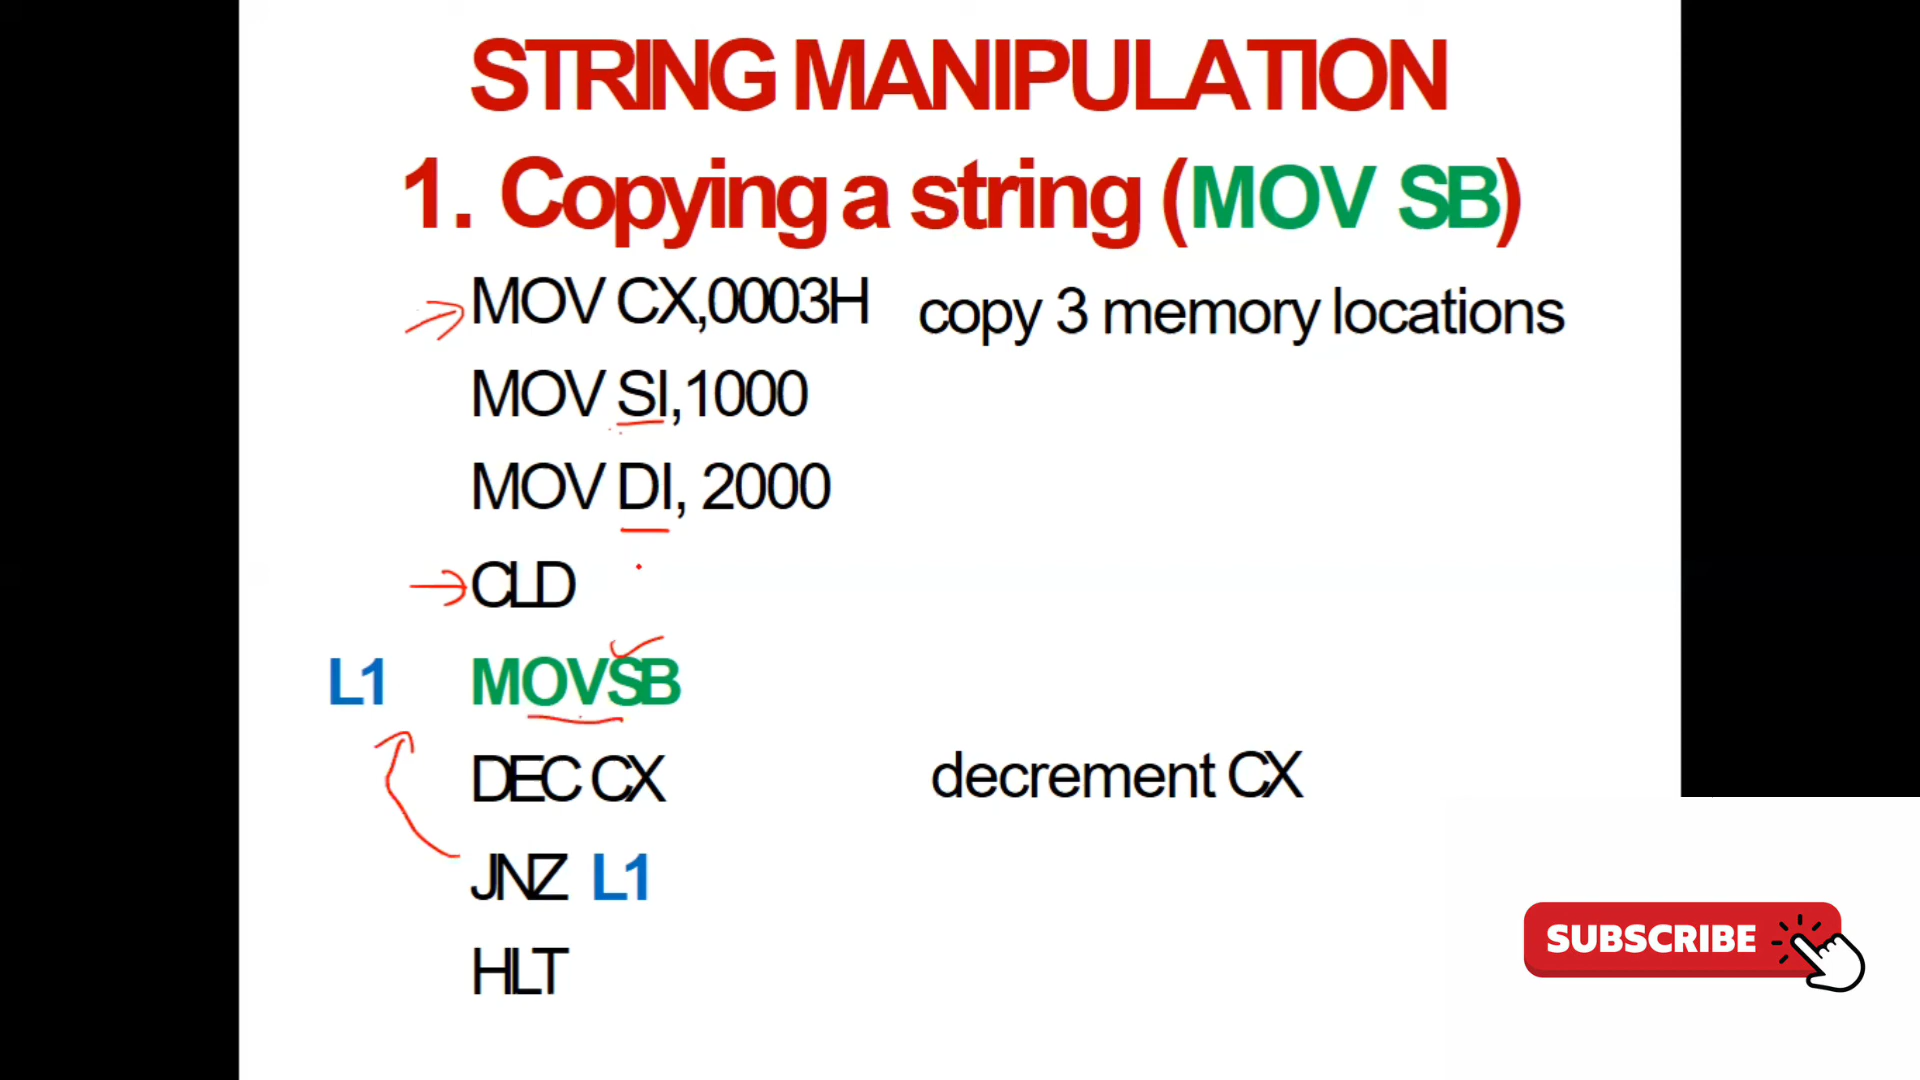 STRING MANIPULATION
1. Copying a string (MOV SB)
MOV CX,0003H copy 3 memory locations
MOV SI,1000
MOV DI, 2000
CLD
L1 MOVSB
DEC CX decrement CX
JNZ L1
SUBSCRIBE
HLT